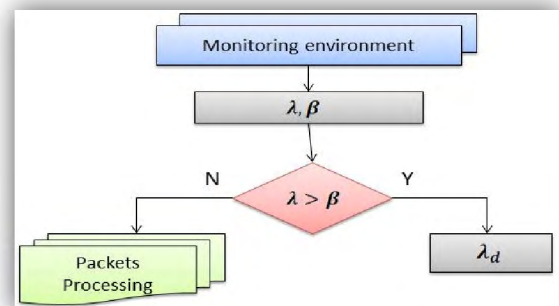 Monitoring environment
λ, β
N
Y
λ > β
Packets
Processing
λd